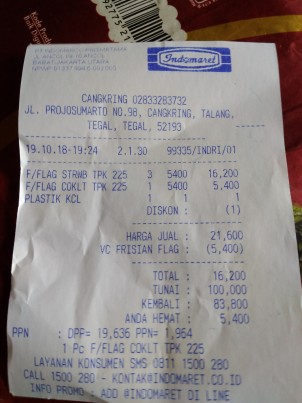 Indomaret
CANGKRING 02833283732
JL. PROJOSUMARTO NO.98, CANGKRING, TALANG,
TEGAL, TEGAL, 52193
19.10.18-19:24 2.1.30 99335/INDRI/01
F/FLAG STRWB TPK 225 3 5400 16,200
F/FLAG COKLT TPK 225 1 5400 5,400
PLASTIK KCL 1 1 1
DISKON : (1)
HARGA JUAL : 21,600
VC FRISIAN FLAG : (5,400)
TOTAL : 16,200
TUNAI : 100,000
KEMBALI : 83,800
ANDA HEMAT : 5,400
PPN : DPP= 19,636 PPN= 1,964
1 Pc F/FLAG COKLT TPK 225
LAYANAN KONSUMEN SMS 0811 1500 280
CALL 1500 280 - KONTAK@INDOMARET.CO.ID
INFO PROMO : ADD @INDOMARET DI LINE